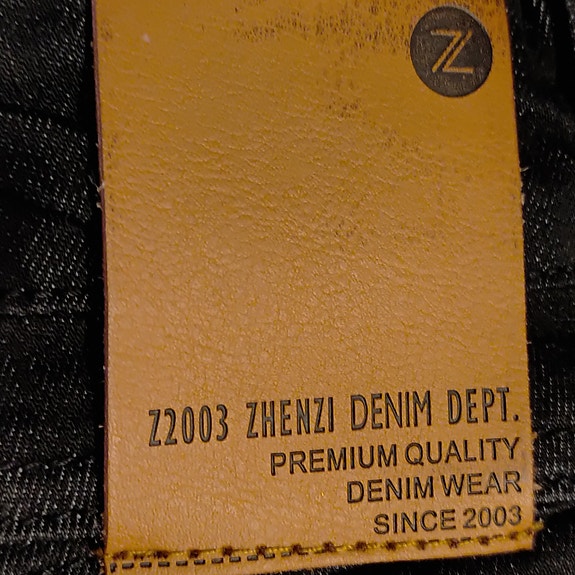 Z
Z2003 ZHENZI DENIM DEPT.
PREMIUM QUALITY
DENIM WEAR
SINCE 2003